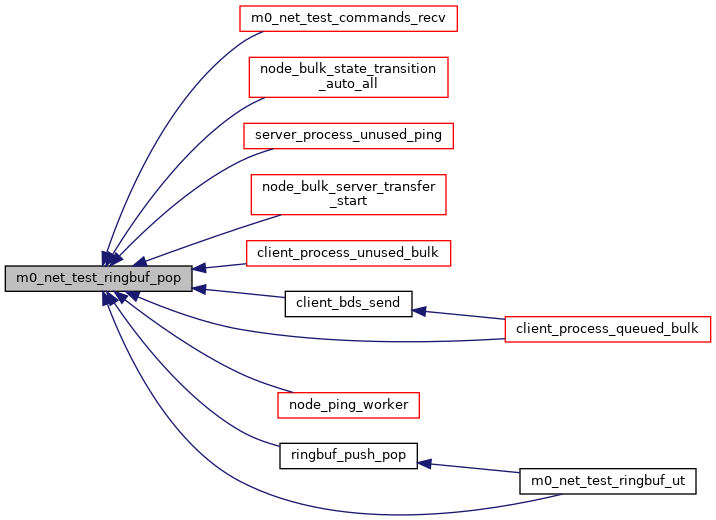 m0_net_test_commands_recv
node_bulk_state_transition
_auto_all
server_process_unused_ping
node_bulk_server_transfer
_start
client_process_unused_bulk
m0_net_test_ringbuf_pop
client_bds_send
client_process_queued_bulk
node_ping_worker
ringbuf_push_pop
m0_net_test_ringbuf_ut